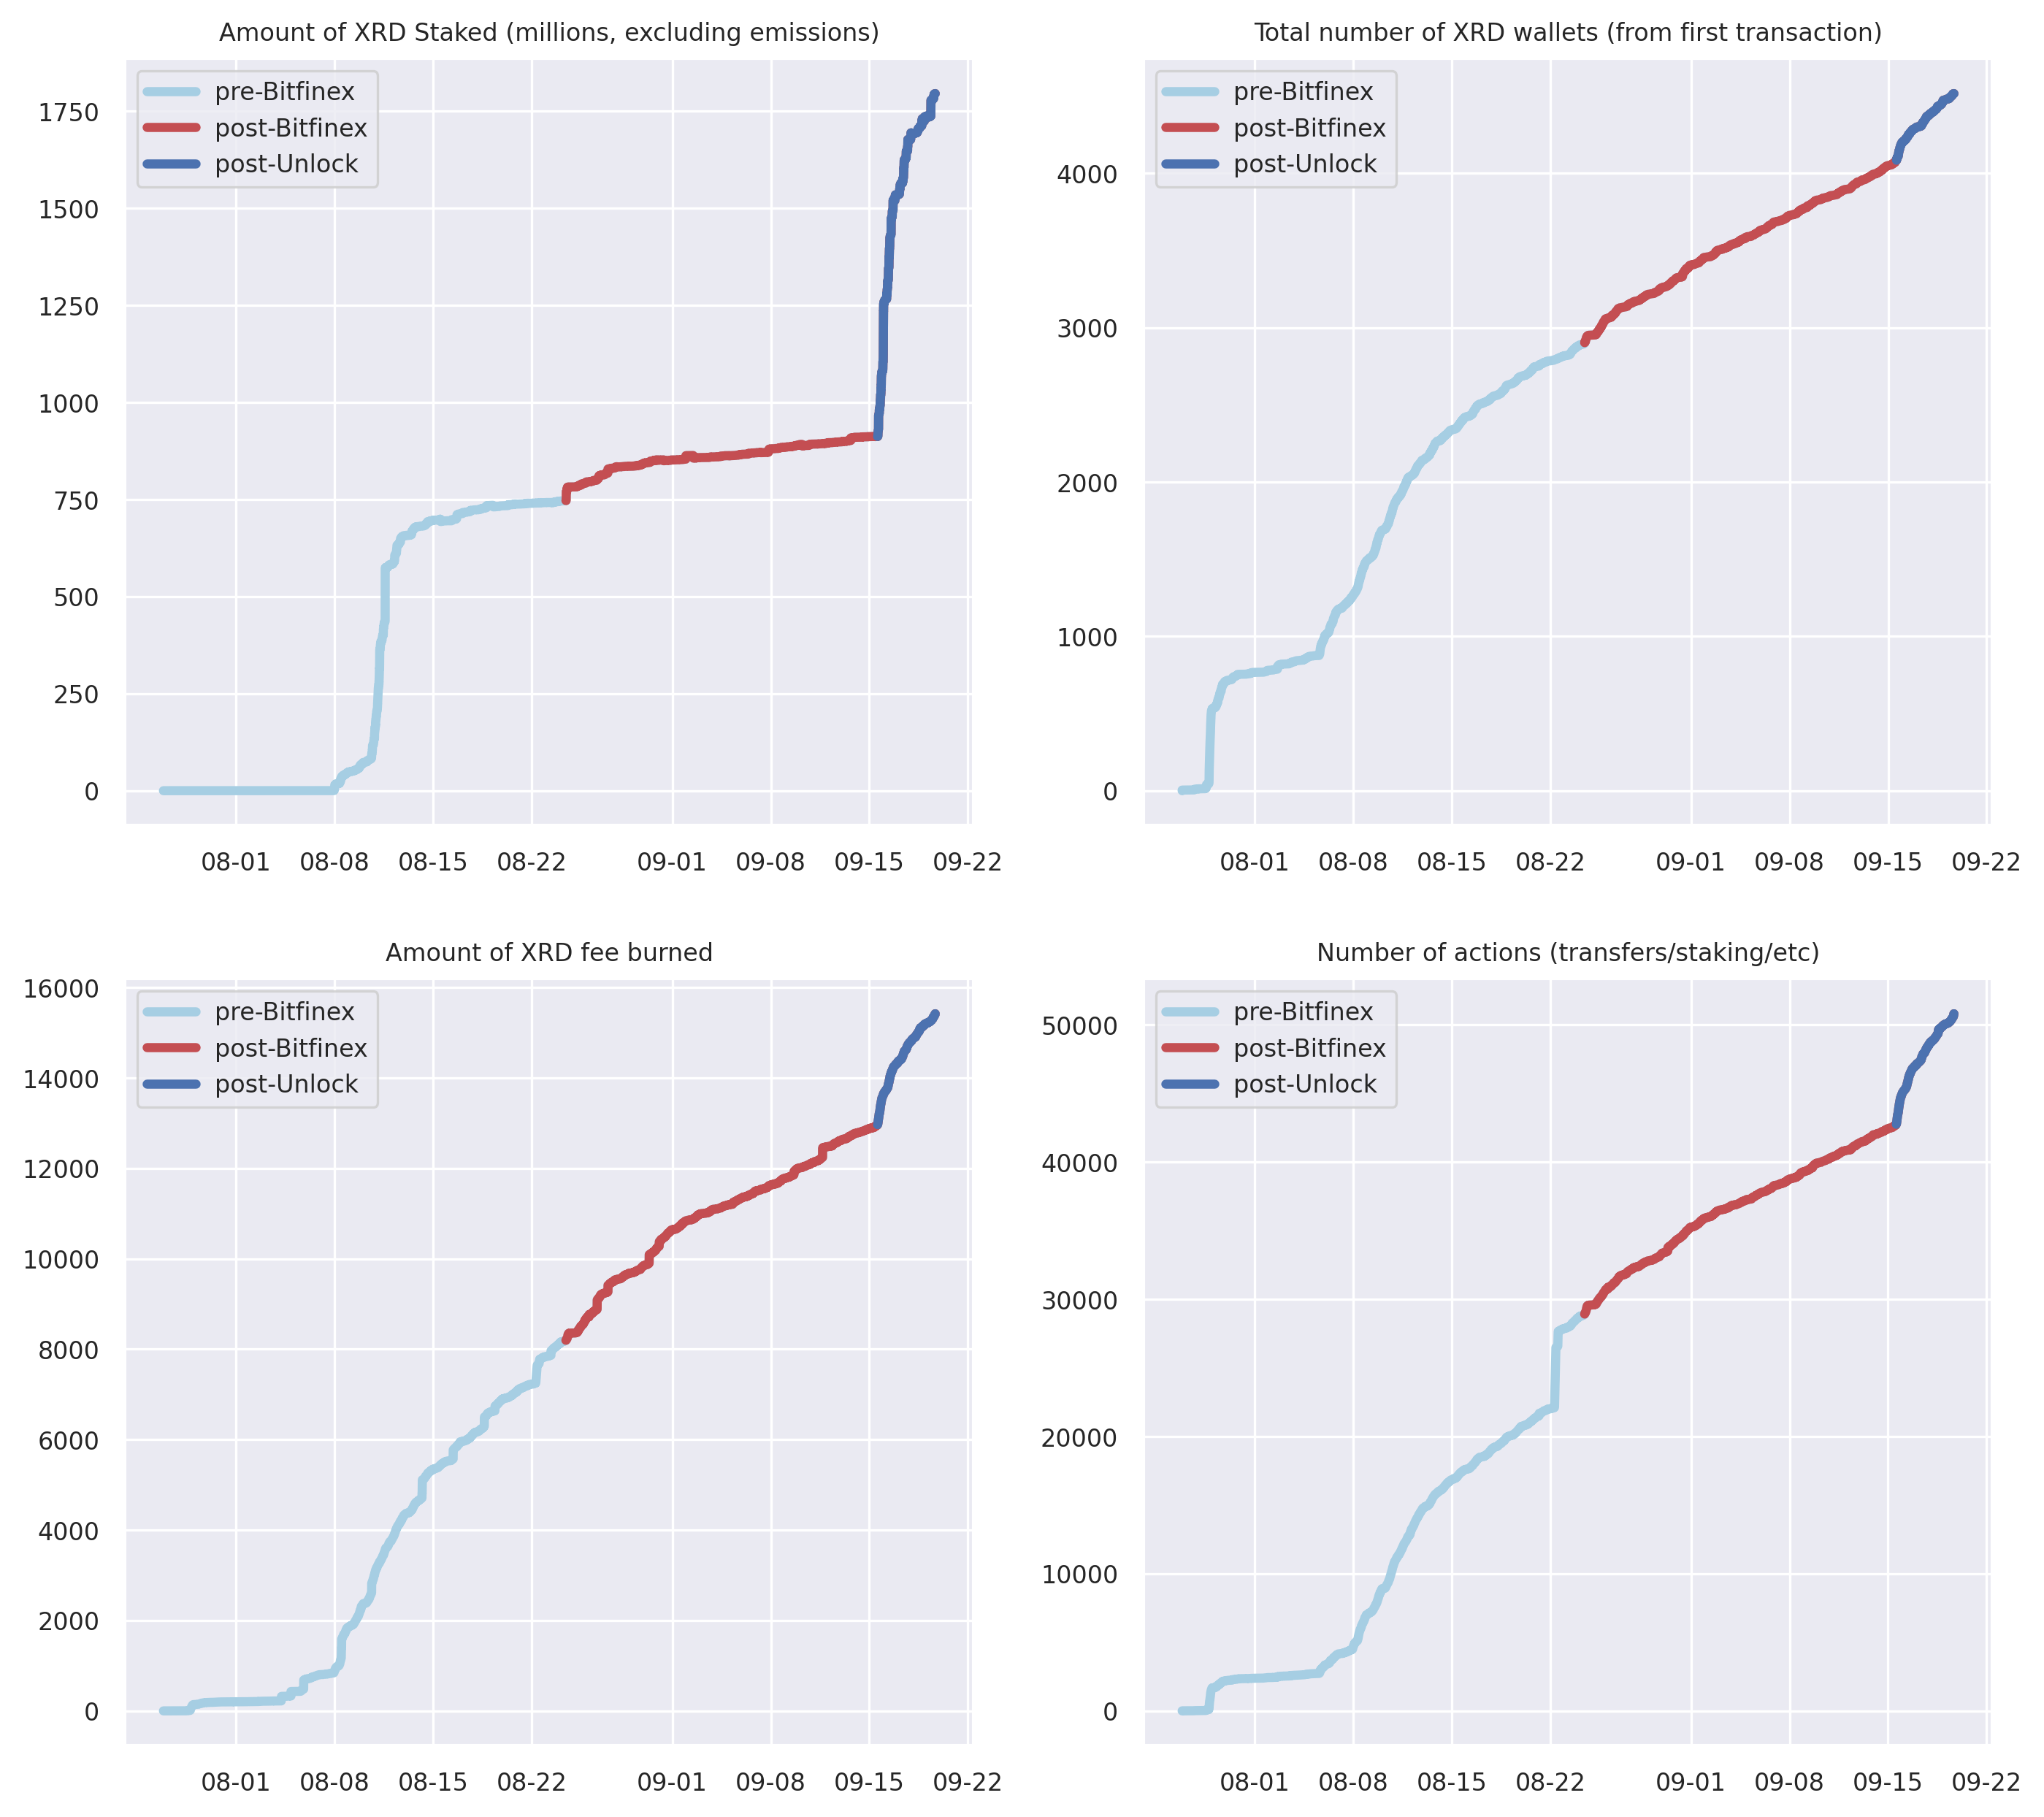 Amount of XRD Staked (millions, excluding emissions)
pre-Bitfinex
post-Bitfinex
post-Unlock
1750
1500
1250
1000
750
500
250
0
08-01 08-08 08-15 08-22 09-01 09-08 09-15 09-22
Total number of XRD wallets (from first transaction)
pre-Bitfinex
post-Bitfinex
post-Unlock
4000
3000
2000
1000
0
08-01 08-08 08-15 08-22 09-01 09-08 09-15 09-22
Amount of XRD fee burned
pre-Bitfinex
post-Bitfinex
post-Unlock
16000
14000
12000
10000
8000
6000
4000
2000
0
08-01 08-08 08-15 08-22 09-01 09-08 09-15 09-22
Number of actions (transfers/staking/etc)
pre-Bitfinex
post-Bitfinex
post-Unlock
50000
40000
30000
20000
10000
0
08-01 08-08 08-15 08-22 09-01 09-08 09-15 09-22